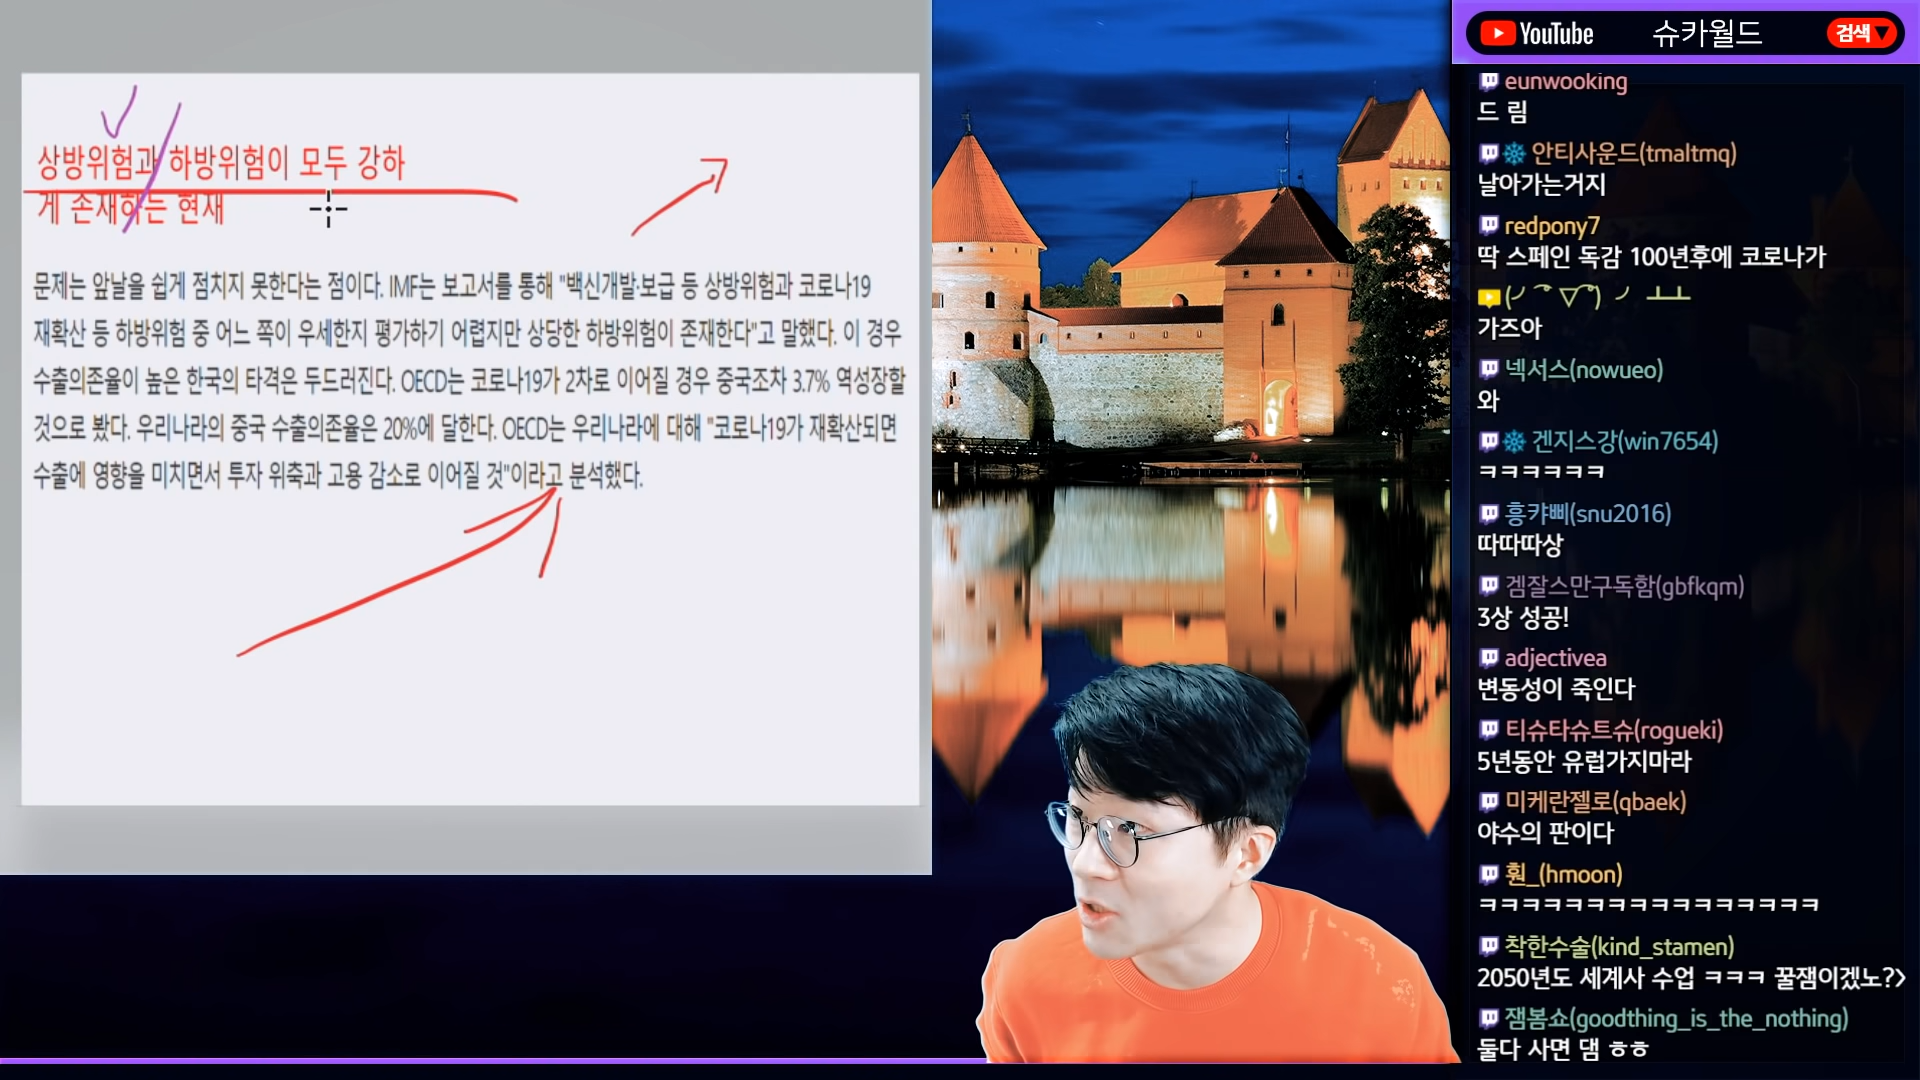 상방위험과 하방위험이 모두 강하
게 존재하는 현재
문제는 앞날을 쉽게 점치지 못한다는 점이다. IMF는 보고서를 통해 "백신개발·보급 등 상방위험과 코로나19
재확산 등 하방위험 중 어느 쪽이 우세한지 평가하기 어렵지만 상당한 하방위험이 존재한다"고 말했다. 이 경우
수출의존율이 높은 한국의 타격은 두드러진다. OECD는 코로나19가 2차로 이어질 경우 중국조차 3.7% 역성장할
것으로 봤다. 우리나라의 중국 수출의존율은 20%에 달한다. OECD는 우리나라에 대해 "코로나19가 재확산되면
수출에 영향을 미치면서 투자 위축과 고용 감소로 이어질 것"이라고 분석했다.
YouTube 슈카월드 검색▼
eunwooking
드 림
안티사운드(tmaltmq)
날아가는거지
redpony7
딱 스페인 독감 100년후에 코로나가
가즈아
넥서스(nowueo)
와
겐지스강(win7654)
ㅋㅋㅋㅋㅋㅋ
흥캬삐(snu2016)
따따따상
겜잘스만구독함(gbfkqm)
3상 성공!
adjectivea
변동성이 죽인다
티슈타슈트슈(rogueki)
5년동안 유럽가지마라
미케란젤로(qbaek)
야수의 판이다
훤_(hmoon)
ㅋㅋㅋㅋㅋㅋㅋㅋㅋㅋㅋㅋㅋㅋㅋㅋ
착한수술(kind_stamen)
2050년도 세계사 수업 ㅋㅋㅋ 꿀잼이겠노?>
잼봄쇼(goodthing_is_the_nothing)
둘다 사면 댐 ㅎㅎ